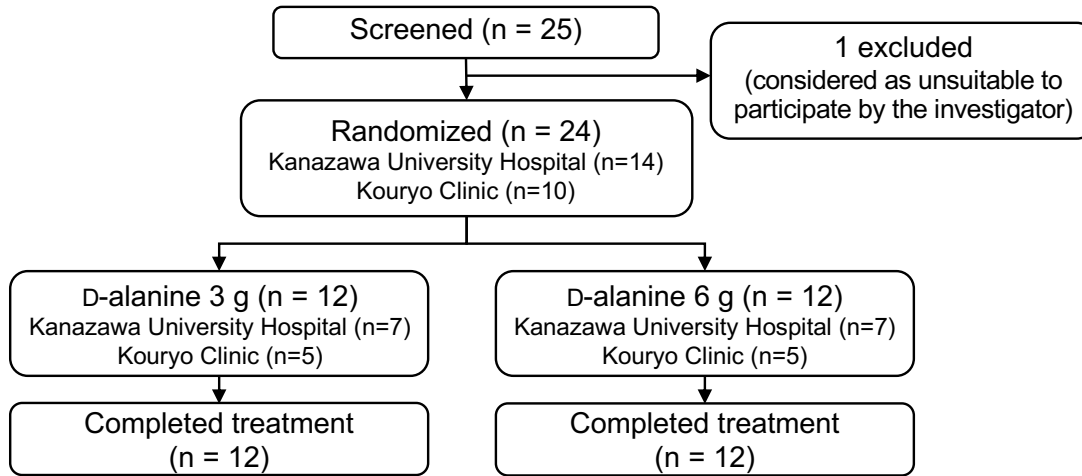 Screened (n = 25)
1 excluded
(considered as unsuitable to
participate by the investigator)
Randomized (n = 24)
Kanazawa University Hospital (n=14)
Kouryo Clinic (n=10)
D-alanine 3 g (n = 12)
Kanazawa University Hospital (n=7)
Kouryo Clinic (n=5)
D-alanine 6 g (n = 12)
Kanazawa University Hospital (n=7)
Kouryo Clinic (n=5)
Completed treatment
(n = 12)
Completed treatment
(n = 12)